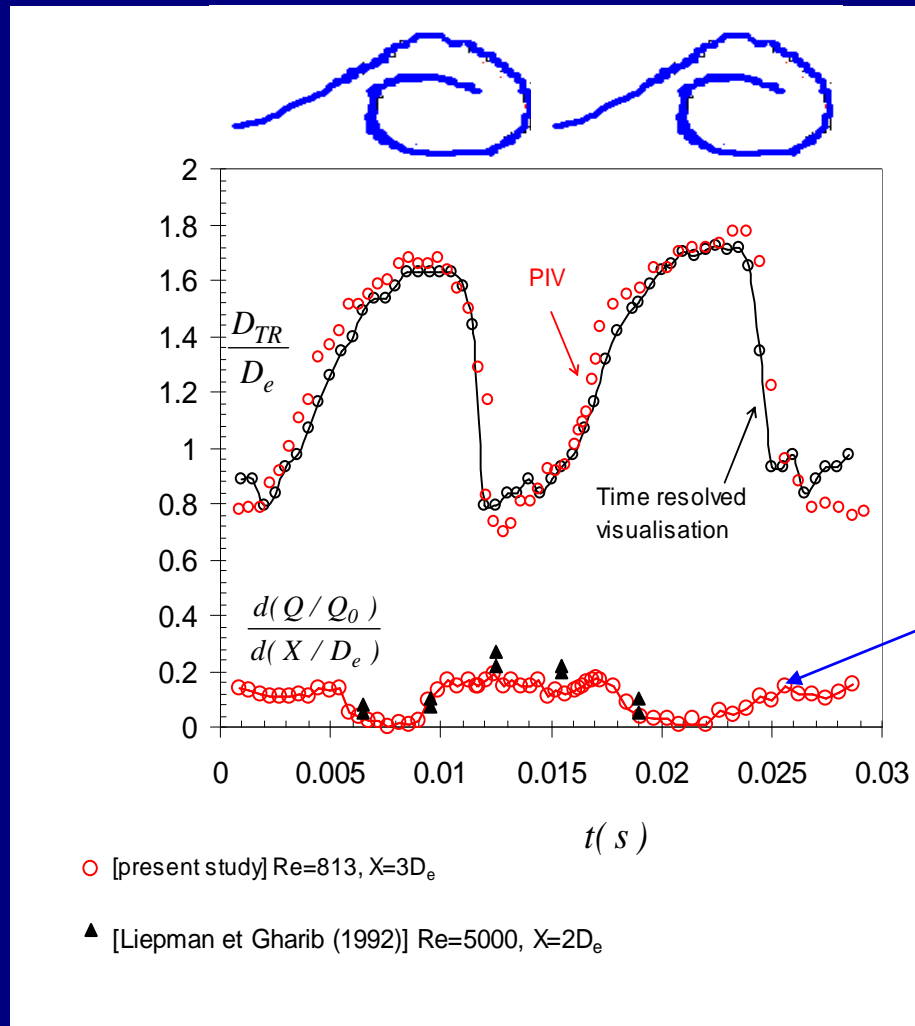 2
1.8
1.6
1.4
1.2
1
0.8
0.6
0.4
0.2
0
D_TR
D_e
PIV
Time resolved
visualisation
d( Q / Q_0 )
d( X / D_e )
0 0.005 0.01 0.015 0.02 0.025 0.03
t( s )
[present study] Re=813, X=3D_e
[Liepman et Gharib (1992)] Re=5000, X=2D_e